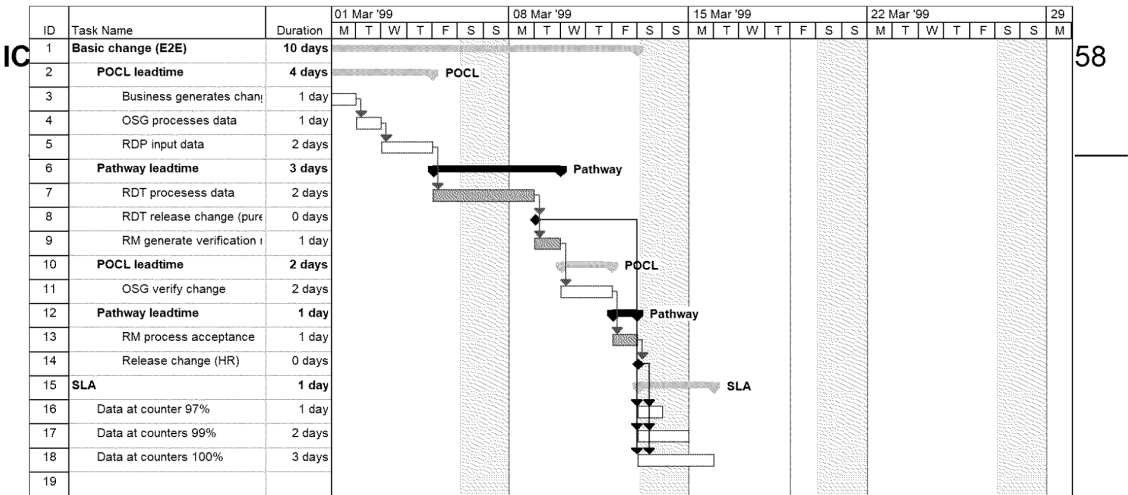 01 Mar '99 08 Mar '99 15 Mar '99 22 Mar '99 29
ID Task Name Duration M T W T F S S M T W T F S S M T W T F S S M T W T F S S M
1 Basic change (E2E) 10 days
IC 58
2 POCL leadtime 4 days POCL
3 Business generates chan 1 day
4 OSG processes data 1 day
5 RDP input data 2 days
6 Pathway leadtime 3 days Pathway
7 RDT procesess data 2 days
8 RDT release change (pure 0 days
9 RM generate verification 1 day
10 POCL leadtime 2 days POCL
11 OSG verify change 2 days
12 Pathway leadtime 1 day Pathway
13 RM process acceptance 1 day
14 Release change (HR) 0 days
15 SLA 1 day SLA
16 Data at counter 97% 1 day
17 Data at counters 99% 2 days
18 Data at counters 100% 3 days
19